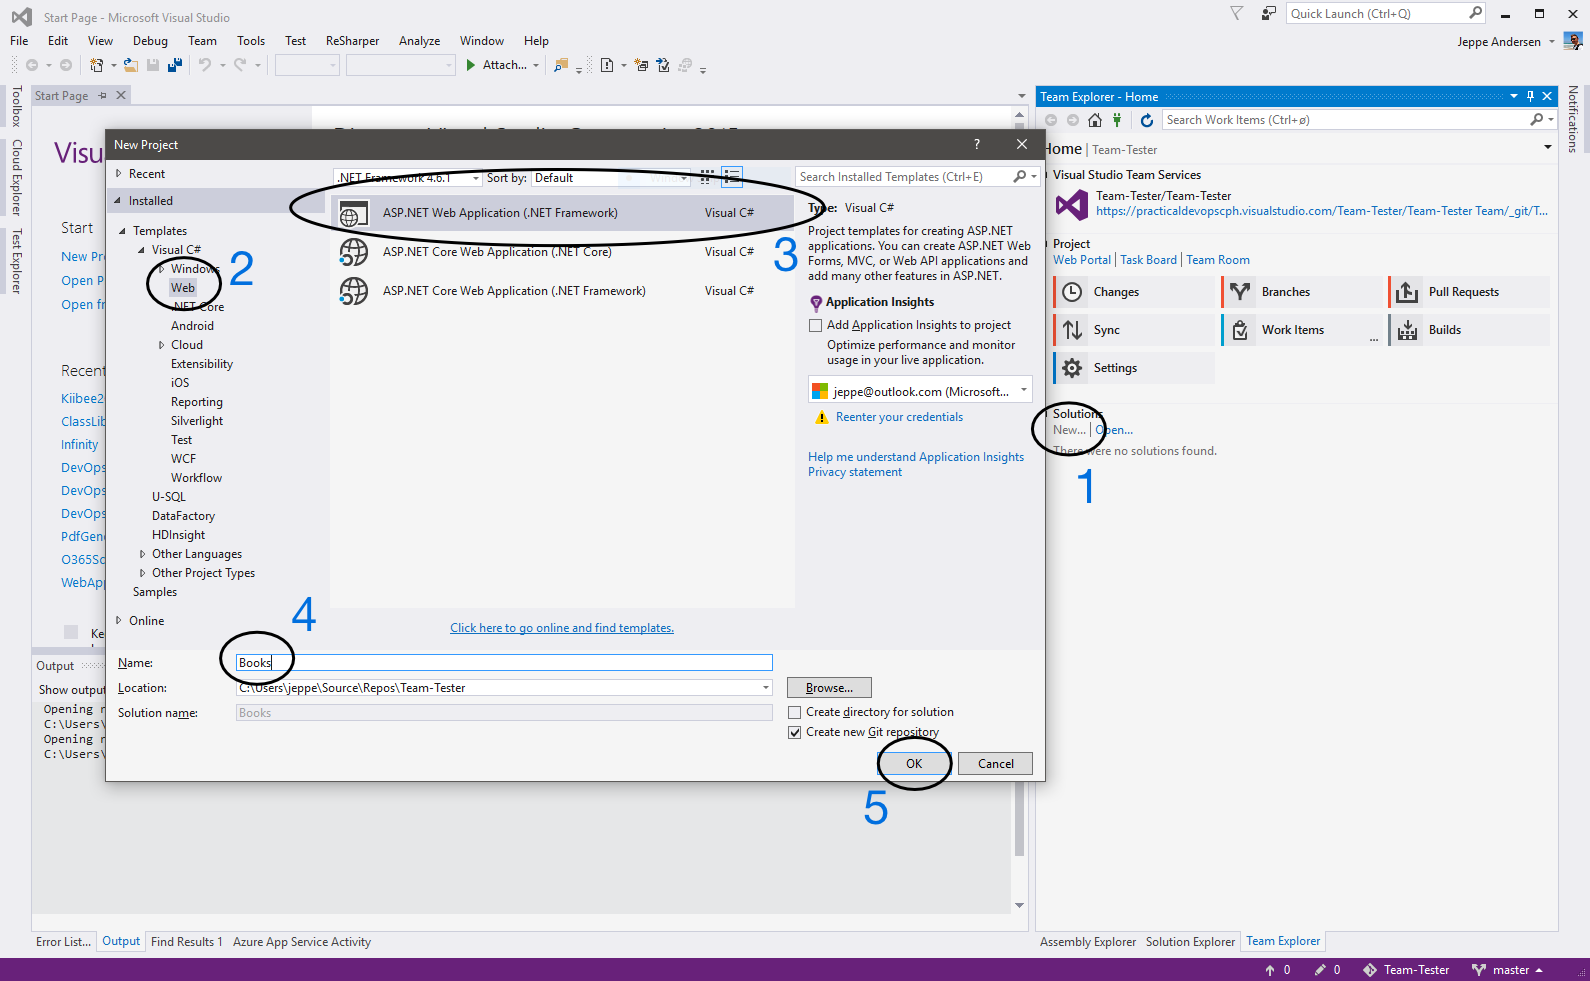 Start Page - Microsoft Visual Studio
Quick Launch (Ctrl+Q)
File Edit View Debug Team Tools Test ReSharper Analyze Window Help
Jeppe Andersen
Attach...
Toolbox
Cloud Explorer
Test Explorer
Start Page
Start
Open P
Recent
Kiibee2
ClassLib
Infinity
DevOps
DevOps
DevOps
PdfGen
WebApp
New Project
?
Recent
Installed
Templates
Visual C#
Windows
Web
.NET Core
Android
Cloud
Extensibility
iOS
Reporting
Silverlight
Test
WCF
Workflow
U-SQL
DataFactory
HDInsight
Other Languages
Other Project Types
Samples
Online
2
.NET Framework 4.6.1
Sort by: Default
Search Installed Templates (Ctrl+E)
ASP.NET Web Application (.NET Framework) Visual C#
ASP.NET Core Web Application (.NET Core) Visual C#
ASP.NET Core Web Application (.NET Framework) Visual C#
3
Click here to go online and find templates.
Type: Visual C#
Project templates for creating ASP.NET
applications. You can create ASP.NET Web
Forms, MVC, or Web API applications and
add many other features in ASP.NET.
Application Insights
Add Application Insights to project
Optimize performance and monitor
usage in your live application.
jeppe@outlook.com (Microsoft...
Reenter your credentials
Help me understand Application Insights
Privacy statement
4
Name: Books
Location: C:\Users\jeppe\Source\Repos\Team-Tester
Browse...
Solution name: Books
Create directory for solution
Create new Git repository
OK
Cancel
5
Output
Show output
Opening
C:\Users\
Opening
C:\Users\
Error List... Output Find Results 1 Azure App Service Activity
Team Explorer - Home
Search Work Items (Ctrl+ø)
Home | Team-Tester
Visual Studio Team Services
Team-Tester/Team-Tester
https://practicaldevopscph.visualstudio.com/Team-Tester/Team-Tester Team/_git/T...
Project
Web Portal | Task Board | Team Room
Changes Branches Pull Requests
Sync Work Items ... Builds
Settings
Solutions
New... | Open...
There were no solutions found.
1
Notifications
Assembly Explorer Solution Explorer Team Explorer
0 0 Team-Tester master